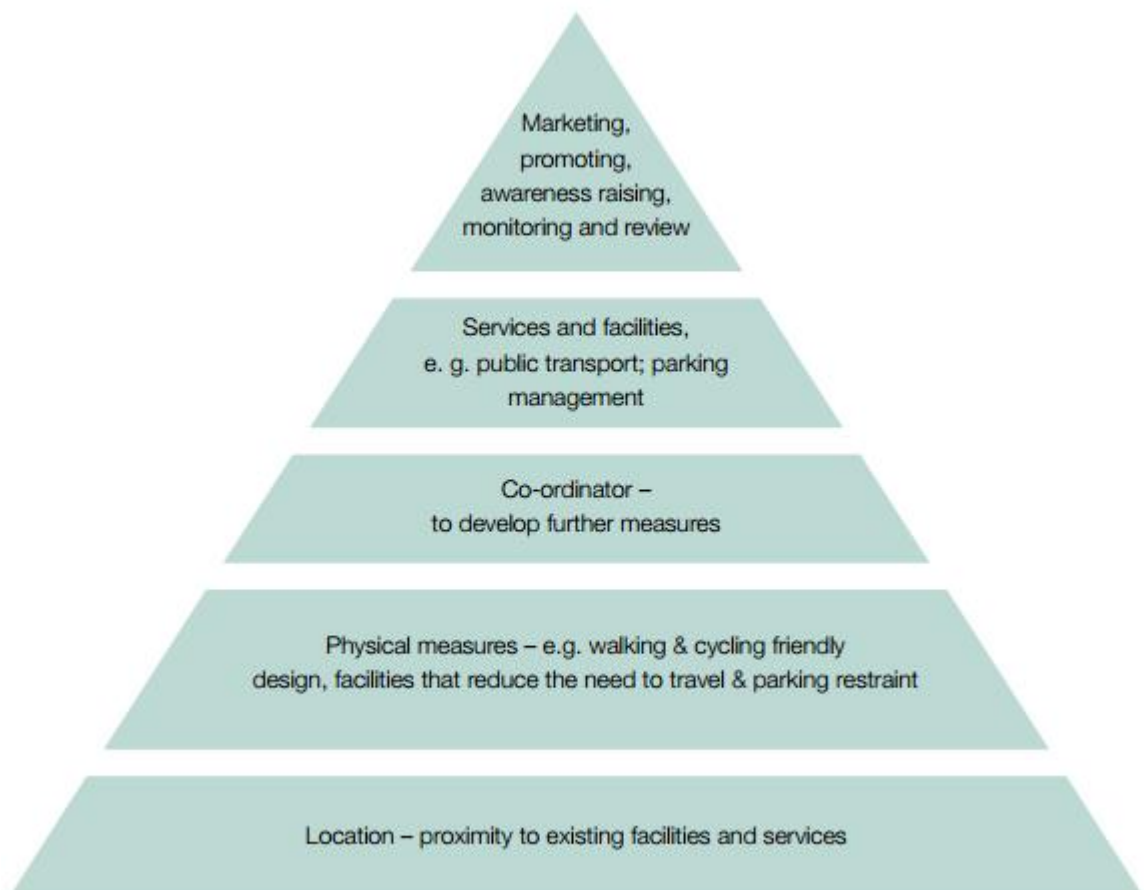 Marketing,
promoting,
awareness raising,
monitoring and review
Services and facilities,
e. g. public transport; parking
management
Co-ordinator –
to develop further measures
Physical measures – e.g. walking & cycling friendly
design, facilities that reduce the need to travel & parking restraint
Location – proximity to existing facilities and services